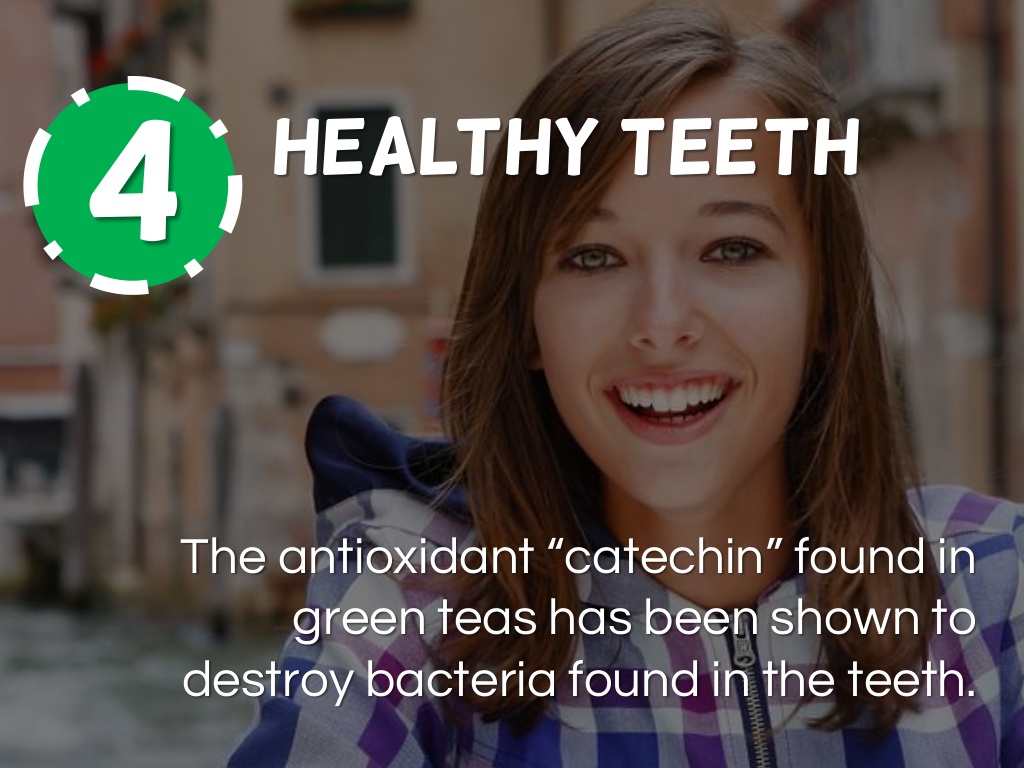 4
HEALTHY TEETH
The antioxidant “catechin” found in
green teas has been shown to
destroy bacteria found in the teeth.